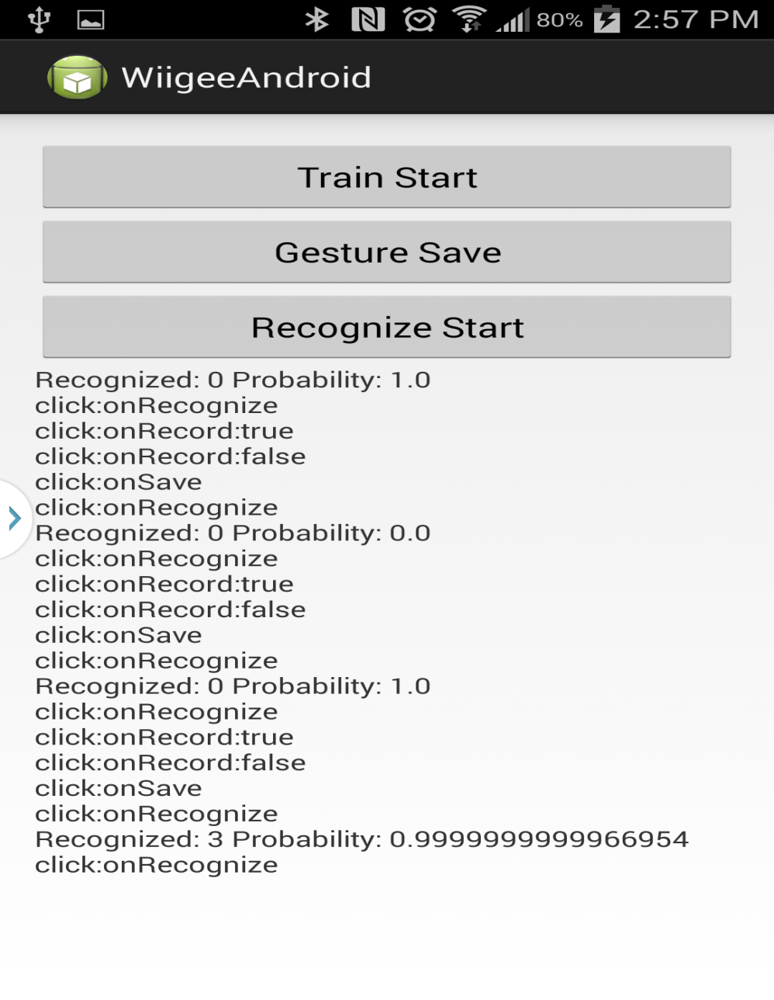 80% 2:57 PM
WiigeeAndroid
Train Start
Gesture Save
Recognize Start
Recognized: 0 Probability: 1.0
click:onRecognize
click:onRecord:true
click:onRecord:false
click:onSave
click:onRecognize
Recognized: 0 Probability: 0.0
click:onRecognize
click:onRecord:true
click:onRecord:false
click:onSave
click:onRecognize
Recognized: 0 Probability: 1.0
click:onRecognize
click:onRecord:true
click:onRecord:false
click:onSave
click:onRecognize
Recognized: 3 Probability: 0.9999999999966954
click:onRecognize